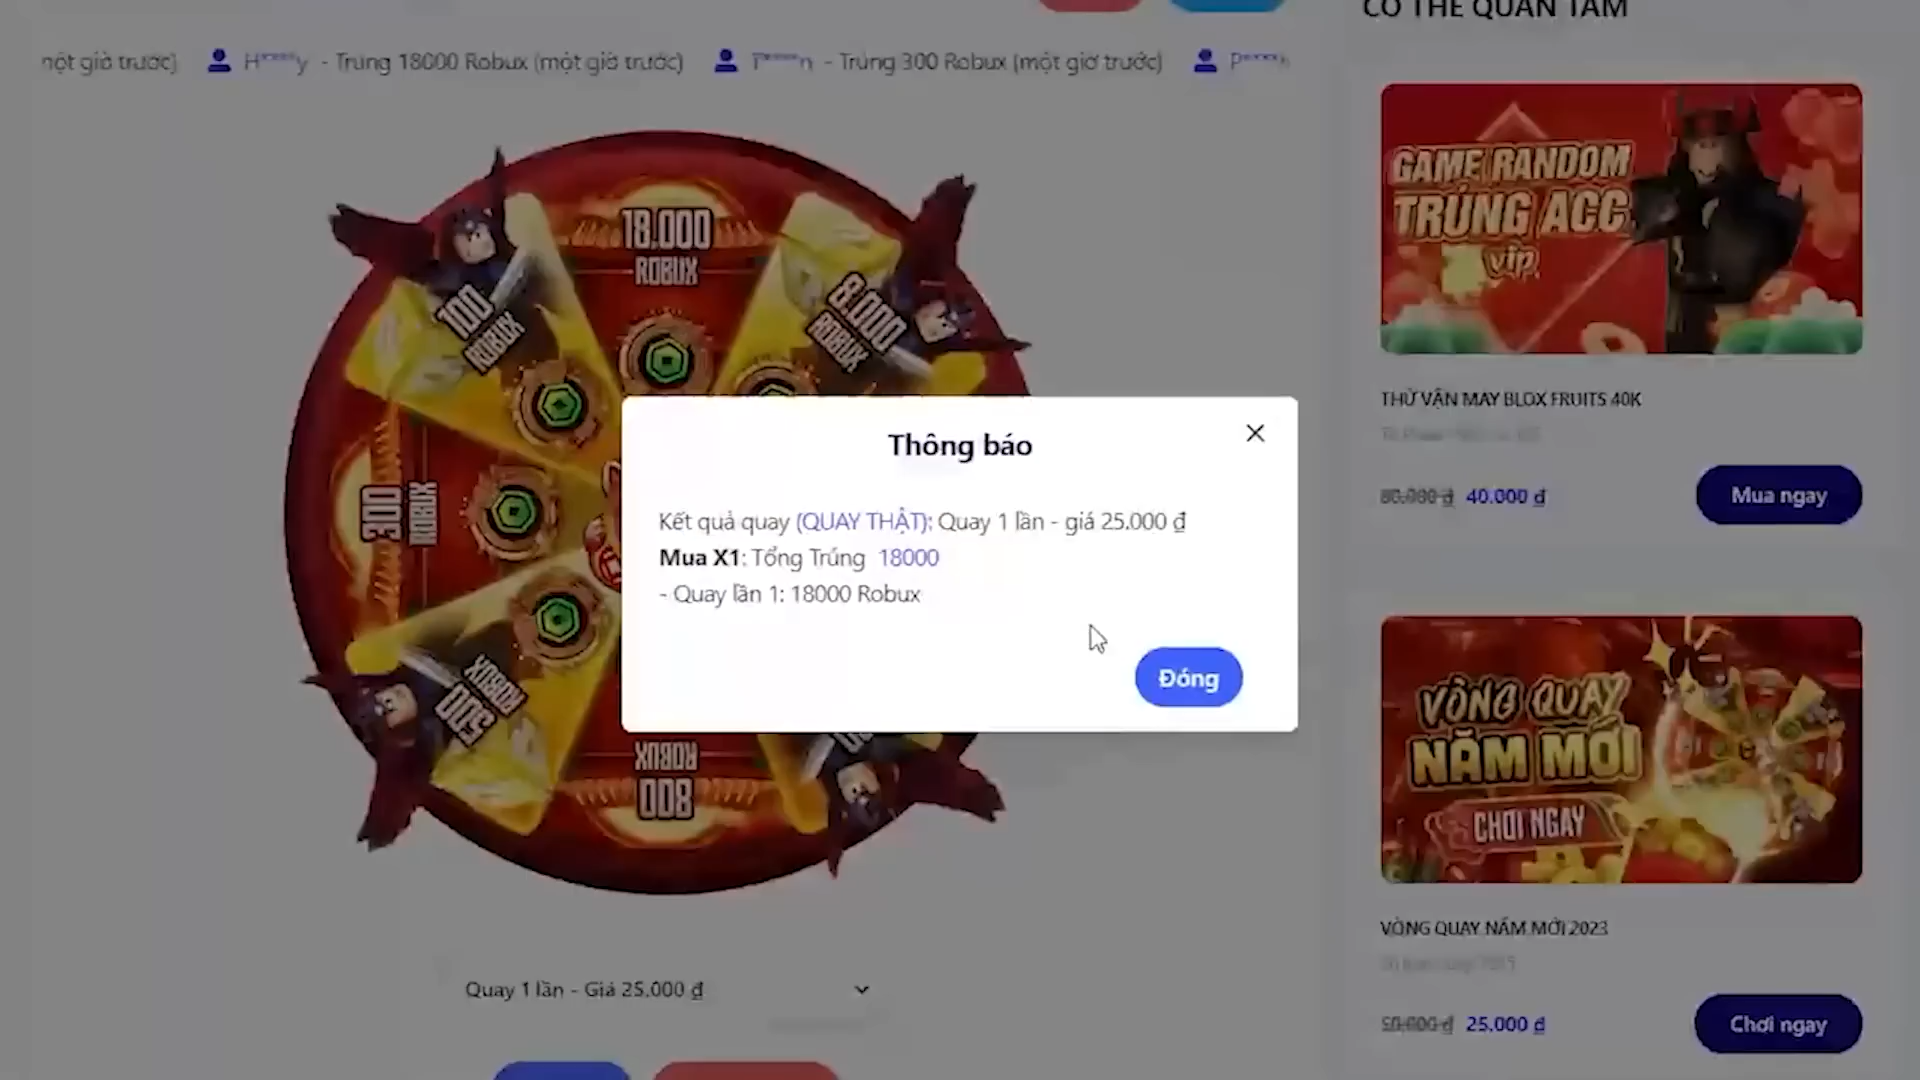 CÓ THỂ QUAN TÂM
một giờ trước)
H****y - Trúng 18000 Robux (một giờ trước)
T****n - Trúng 300 Robux (một giờ trước)
P****h
18.000
ROBUX
100
ROBUX
8.000
ROBUX
300
ROBUX
500
ROBUX
800
ROBUX
Thông báo
Kết quả quay (QUAY THẬT): Quay 1 lần - giá 25.000 ₫
Mua X1: Tổng Trúng 18000
- Quay lần 1: 18000 Robux
Đóng
Quay 1 lần - Giá 25,000 ₫
GAME RANDOM
TRÚNG ACC
vip
THỬ VẬN MAY BLOX FRUITS 40K
80.000 ₫ 40.000 ₫
Mua ngay
VÒNG QUAY
NĂM MỚI
CHƠI NGAY
VÒNG QUAY NĂM MỚI 2023
50.000 ₫ 25.000 ₫
Chơi ngay